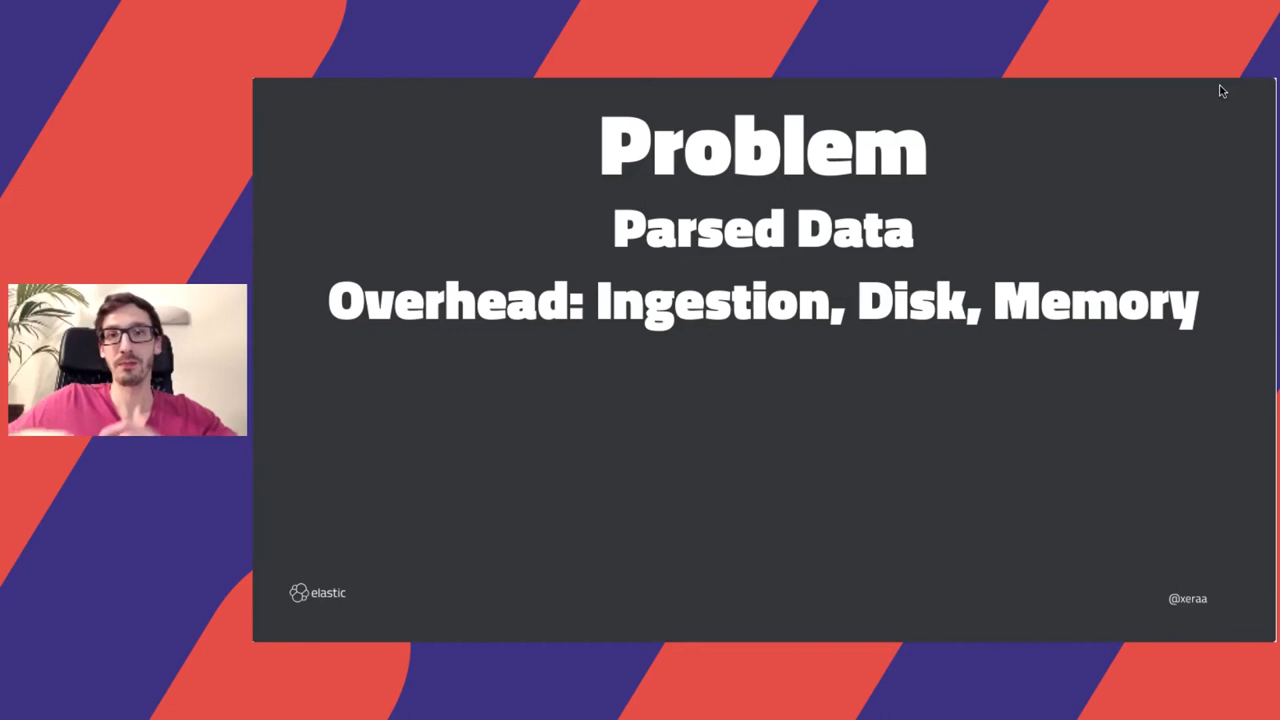 Problem
Parsed Data
Overhead: Ingestion, Disk, Memory
elastic
@xeraa